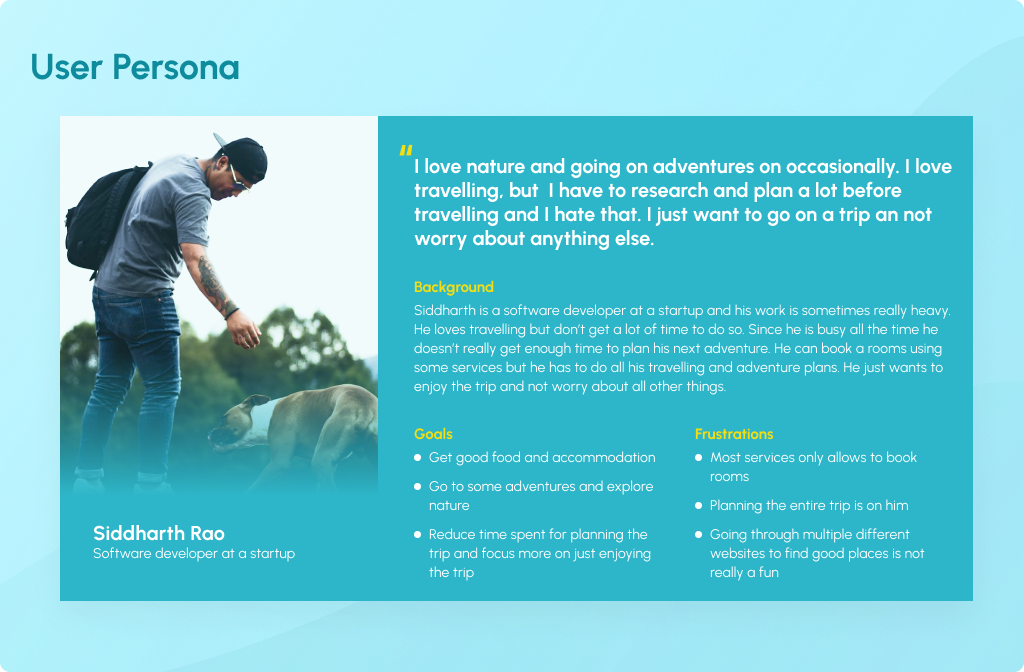 User Persona
“
I love nature and going on adventures on occasionally. I love
travelling, but  I have to research and plan a lot before
travelling and I hate that. I just want to go on a trip an not
worry about anything else.
Background
Siddharth is a software developer at a startup and his work is sometimes really heavy.
He loves travelling but don’t get a lot of time to do so. Since he is busy all the time he
doesn’t really get enough time to plan his next adventure. He can book a rooms using
some services but he has to do all his travelling and adventure plans. He just wants to
enjoy the trip and not worry about all other things.
Goals
Get good food and accommodation
Go to some adventures and explore
nature
Reduce time spent for planning the
trip and focus more on just enjoying
the trip
Frustrations
Most services only allows to book
rooms
Planning the entire trip is on him
Going through multiple different
websites to find good places is not
really a fun
Siddharth Rao
Software developer at a startup